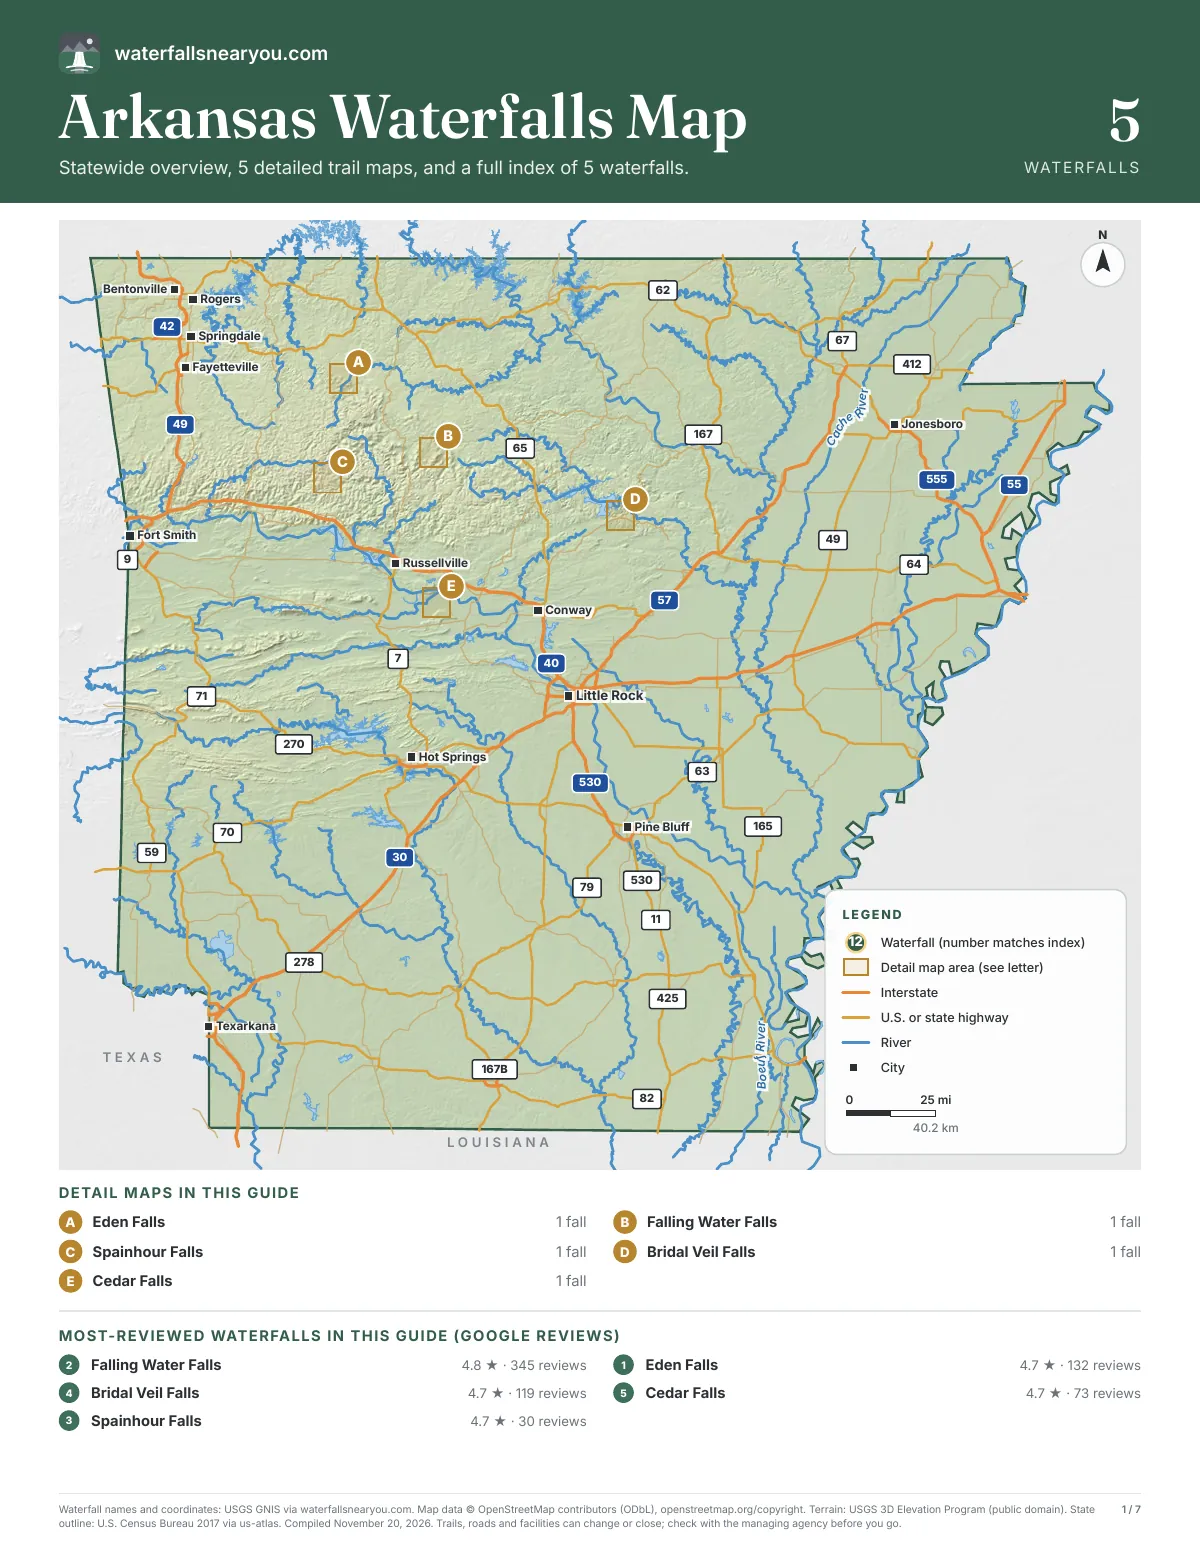 waterfallsnearyou.com
Arkansas Waterfalls Map
5
Statewide overview, 5 detailed trail maps, and a full index of 5 waterfalls.
WATERFALLS
N
Bentonville
62
Rogers
42
Springdale
67
A
412
Fayetteville
Cache River
49
Jonesboro
B
167
65
C
555
55
D
Fort Smith
49
9
Russellville
64
E
57
Conway
7
40
71
Little Rock
270
Hot Springs
63
530
Pine Bluff
165
70
59
30
530
79
11
278
425
Texarkana
TEXAS
Boeuf River
167B
82
LOUISIANA
LEGEND
12 Waterfall (number matches index)
Detail map area (see letter)
Interstate
U.S. or state highway
River
City
0 25 mi
40.2 km
DETAIL MAPS IN THIS GUIDE
A Eden Falls 1 fall
B Falling Water Falls 1 fall
C Spainhour Falls 1 fall
D Bridal Veil Falls 1 fall
E Cedar Falls 1 fall
MOST-REVIEWED WATERFALLS IN THIS GUIDE (GOOGLE REVIEWS)
2 Falling Water Falls 4.8 ★ · 345 reviews
1 Eden Falls 4.7 ★ · 132 reviews
4 Bridal Veil Falls 4.7 ★ · 119 reviews
5 Cedar Falls 4.7 ★ · 73 reviews
3 Spainhour Falls 4.7 ★ · 30 reviews
Waterfall names and coordinates: USGS GNIS via waterfallsnearyou.com. Map data © OpenStreetMap contributors (ODbL), openstreetmap.org/copyright. Terrain: USGS 3D Elevation Program (public domain). State
outline: U.S. Census Bureau 2017 via us-atlas. Compiled November 20, 2026. Trails, roads and facilities can change or close; check with the managing agency before you go.
1 / 7